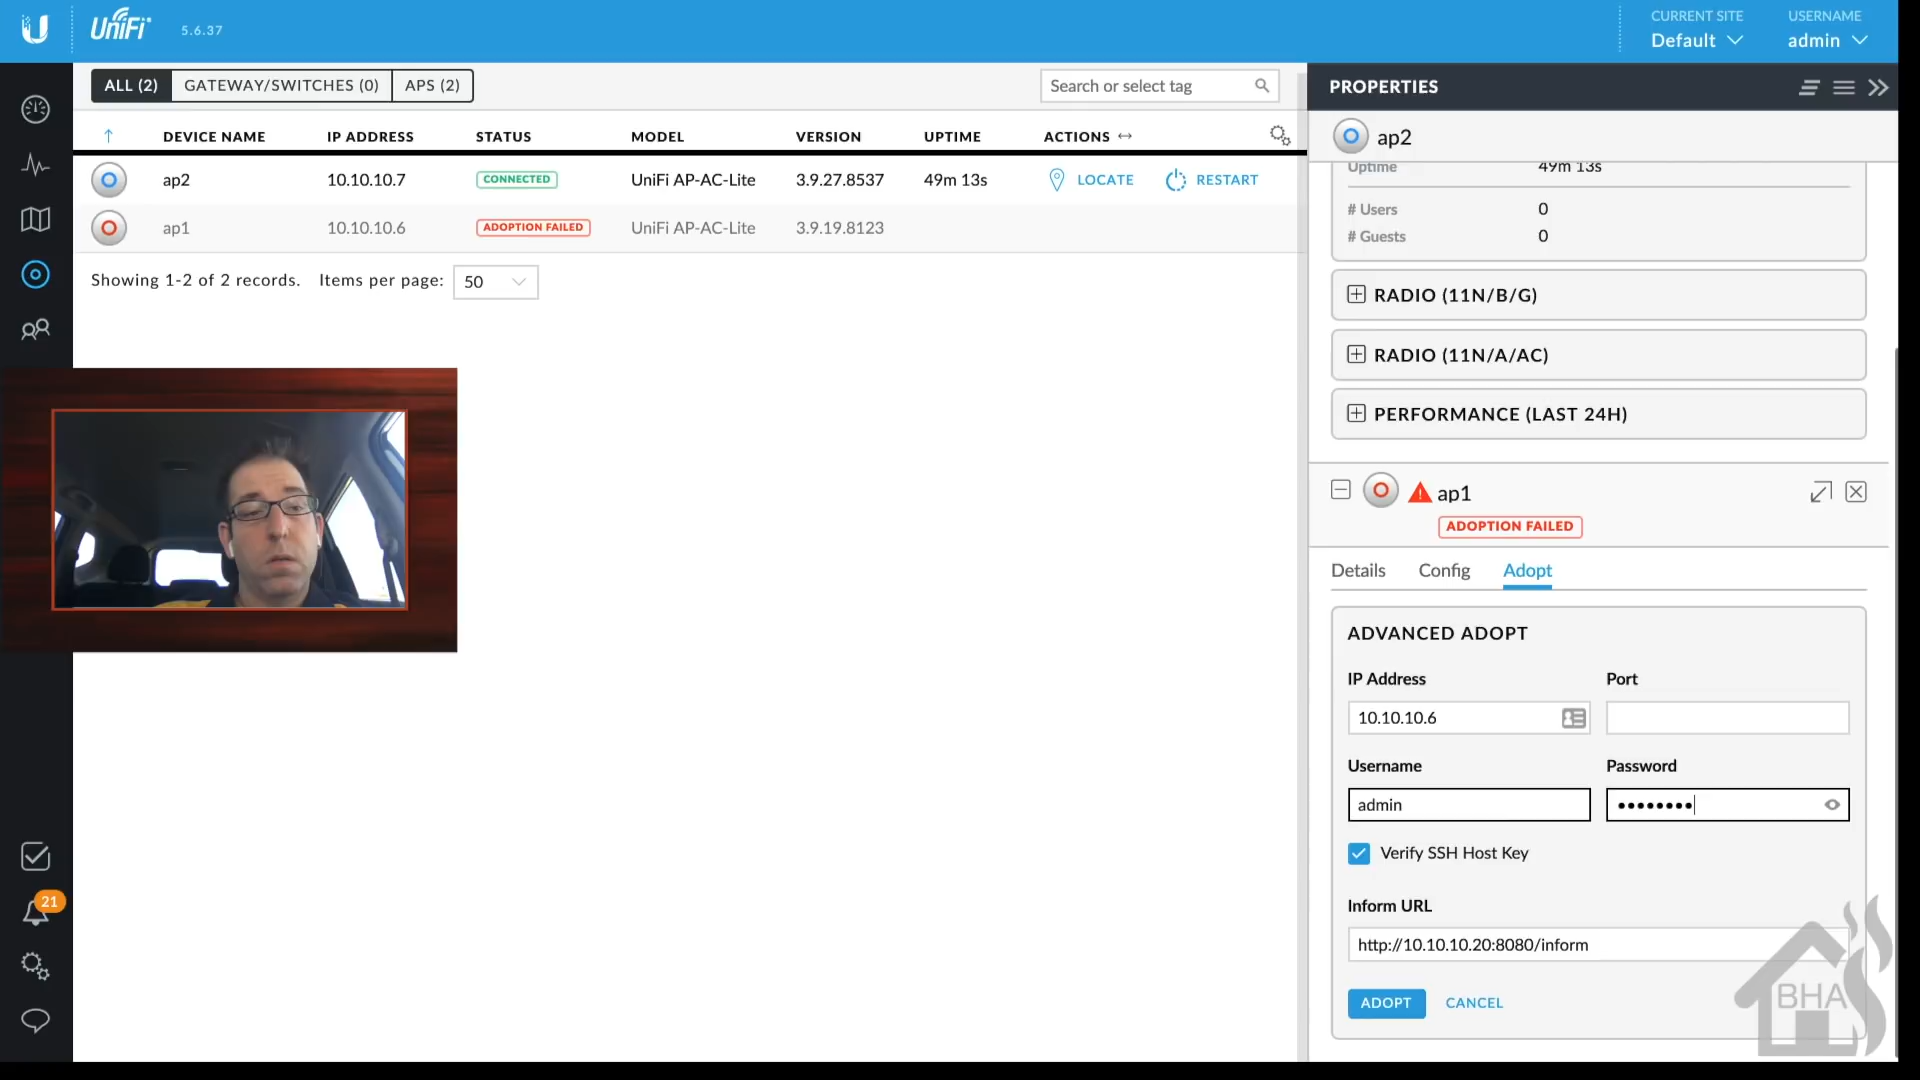 UniFi 5.6.37
CURRENT SITE
Default
USERNAME
admin
ALL (2) GATEWAY/SWITCHES (0) APS (2)
Search or select tag
DEVICE NAME IP ADDRESS STATUS MODEL VERSION UPTIME ACTIONS
ap2 10.10.10.7 CONNECTED UniFi AP-AC-Lite 3.9.27.8537 49m 13s LOCATE RESTART
ap1 10.10.10.6 ADOPTION FAILED UniFi AP-AC-Lite 3.9.19.8123
Showing 1-2 of 2 records. Items per page: 50
21
PROPERTIES
ap2
Uptime 49m 13s
# Users 0
# Guests 0
RADIO (11N/B/G)
RADIO (11N/A/AC)
PERFORMANCE (LAST 24H)
ap1
ADOPTION FAILED
Details Config Adopt
ADVANCED ADOPT
IP Address Port
10.10.10.6
Username Password
admin ••••••••
Verify SSH Host Key
Inform URL
http://10.10.10.20:8080/inform
ADOPT CANCEL
BHA